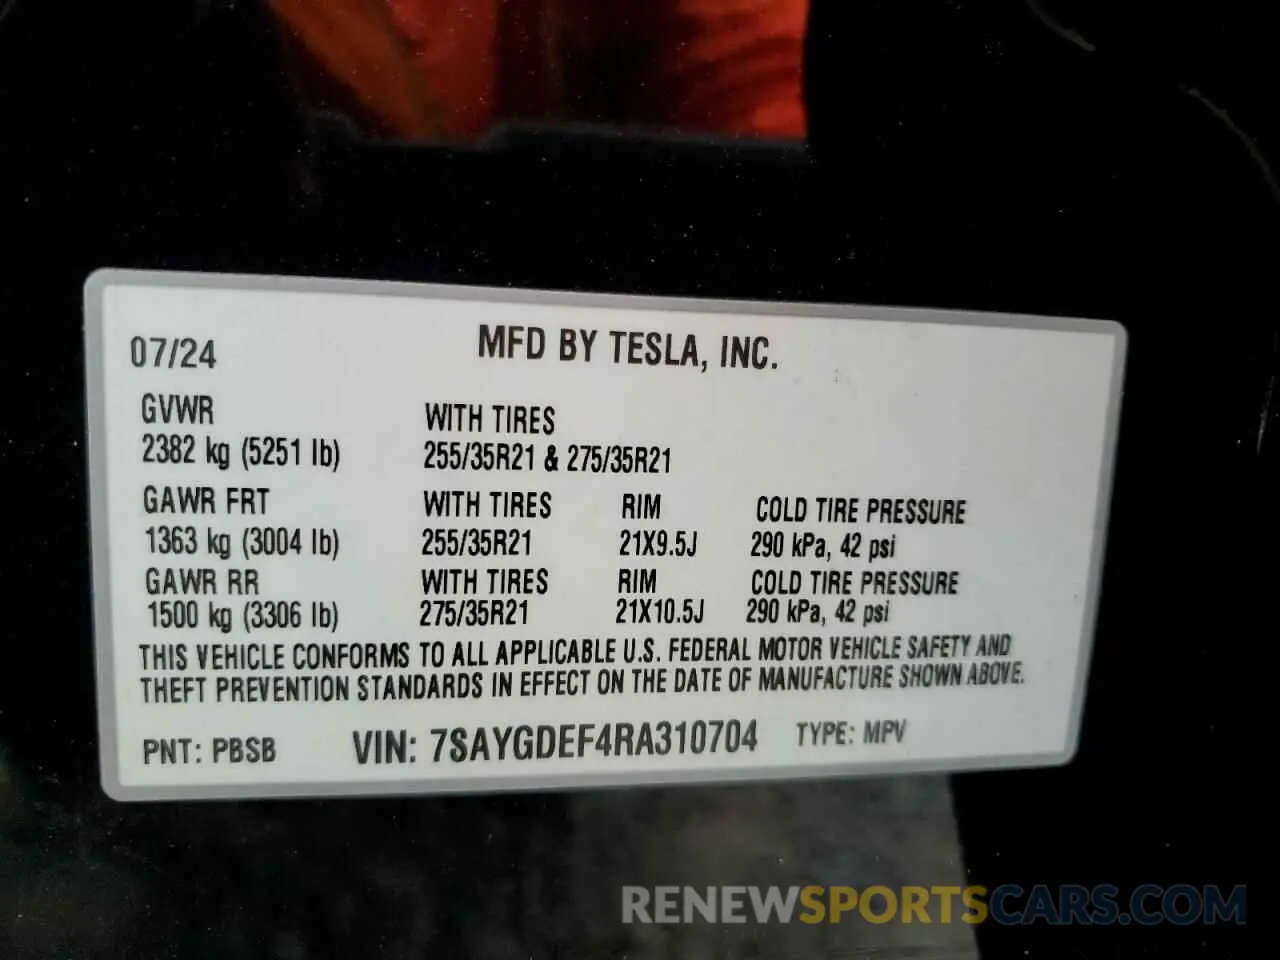 07/24
MFD BY TESLA, INC.
GVWR WITH TIRES
2382 kg (5251 lb) 255/35R21 & 275/35R21
GAWR FRT WITH TIRES RIM COLD TIRE PRESSURE
1363 kg (3004 lb) 255/35R21 21X9.5J 290 kPa, 42 psi
GAWR RR WITH TIRES RIM COLD TIRE PRESSURE
1500 kg (3306 lb) 275/35R21 21X10.5J 290 kPa, 42 psi
THIS VEHICLE CONFORMS TO ALL APPLICABLE U.S. FEDERAL MOTOR VEHICLE SAFETY AND
THEFT PREVENTION STANDARDS IN EFFECT ON THE DATE OF MANUFACTURE SHOWN ABOVE.
PNT: PBSB VIN: 7SAYGDEF4RA310704 TYPE: MPV
RENEWSPORTSCARS.COM